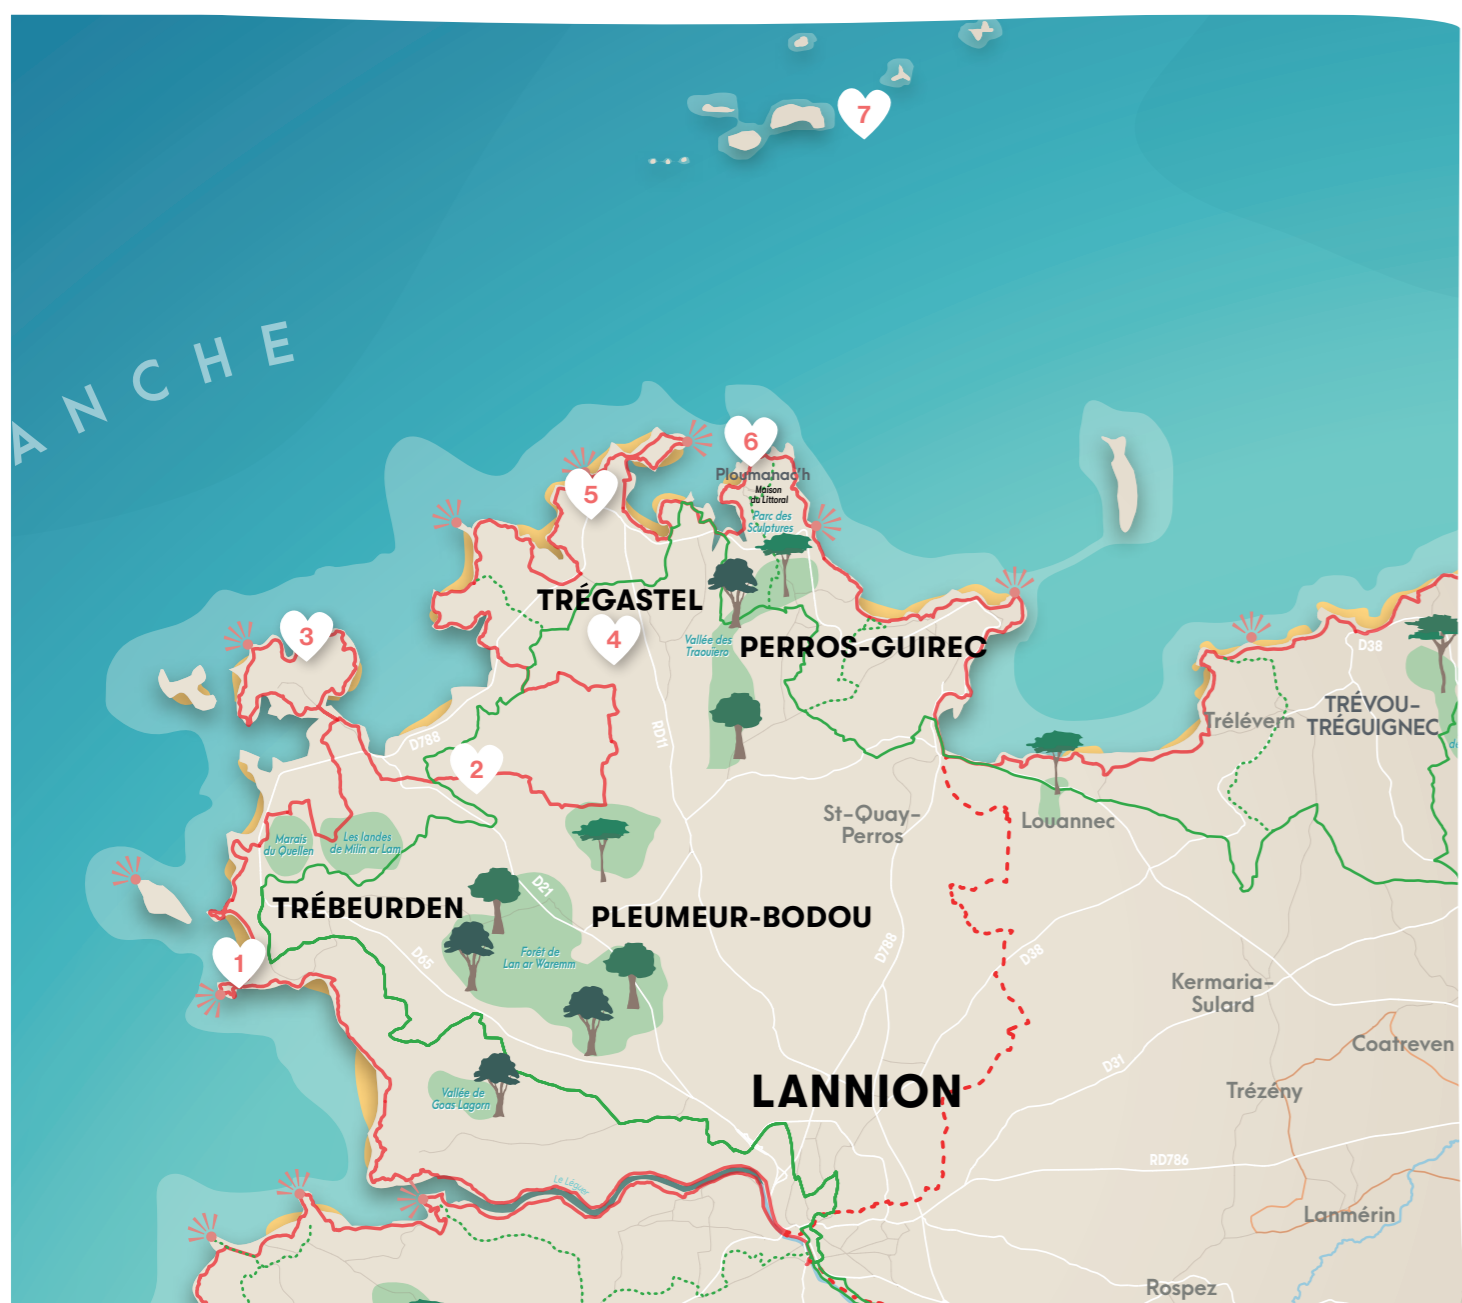 7
ANCHE
6
Ploumanac'h
Maison
du Littoral
Parc des
Sculptures
5
TRÉGASTEL
4
3
Vallée des
Traouiero
PERROS-GUIREC
D38
TRÉVOU-
TRÉGUIGNEC
Trélévern
RD11
D788
2
St-Quay-
Perros
Louannec
Marais
du Quellen
Les landes
de Milin ar Lam
TRÉBEURDEN
D21
PLEUMEUR-BODOU
Forêt de
Lan ar Waremm
D65
D788
D38
1
Kermaria-
Sulard
Coatreven
D31
Trézény
Vallée de
Goas Lagorn
LANNION
RD786
Le Léguer
Lanmérin
Rospez